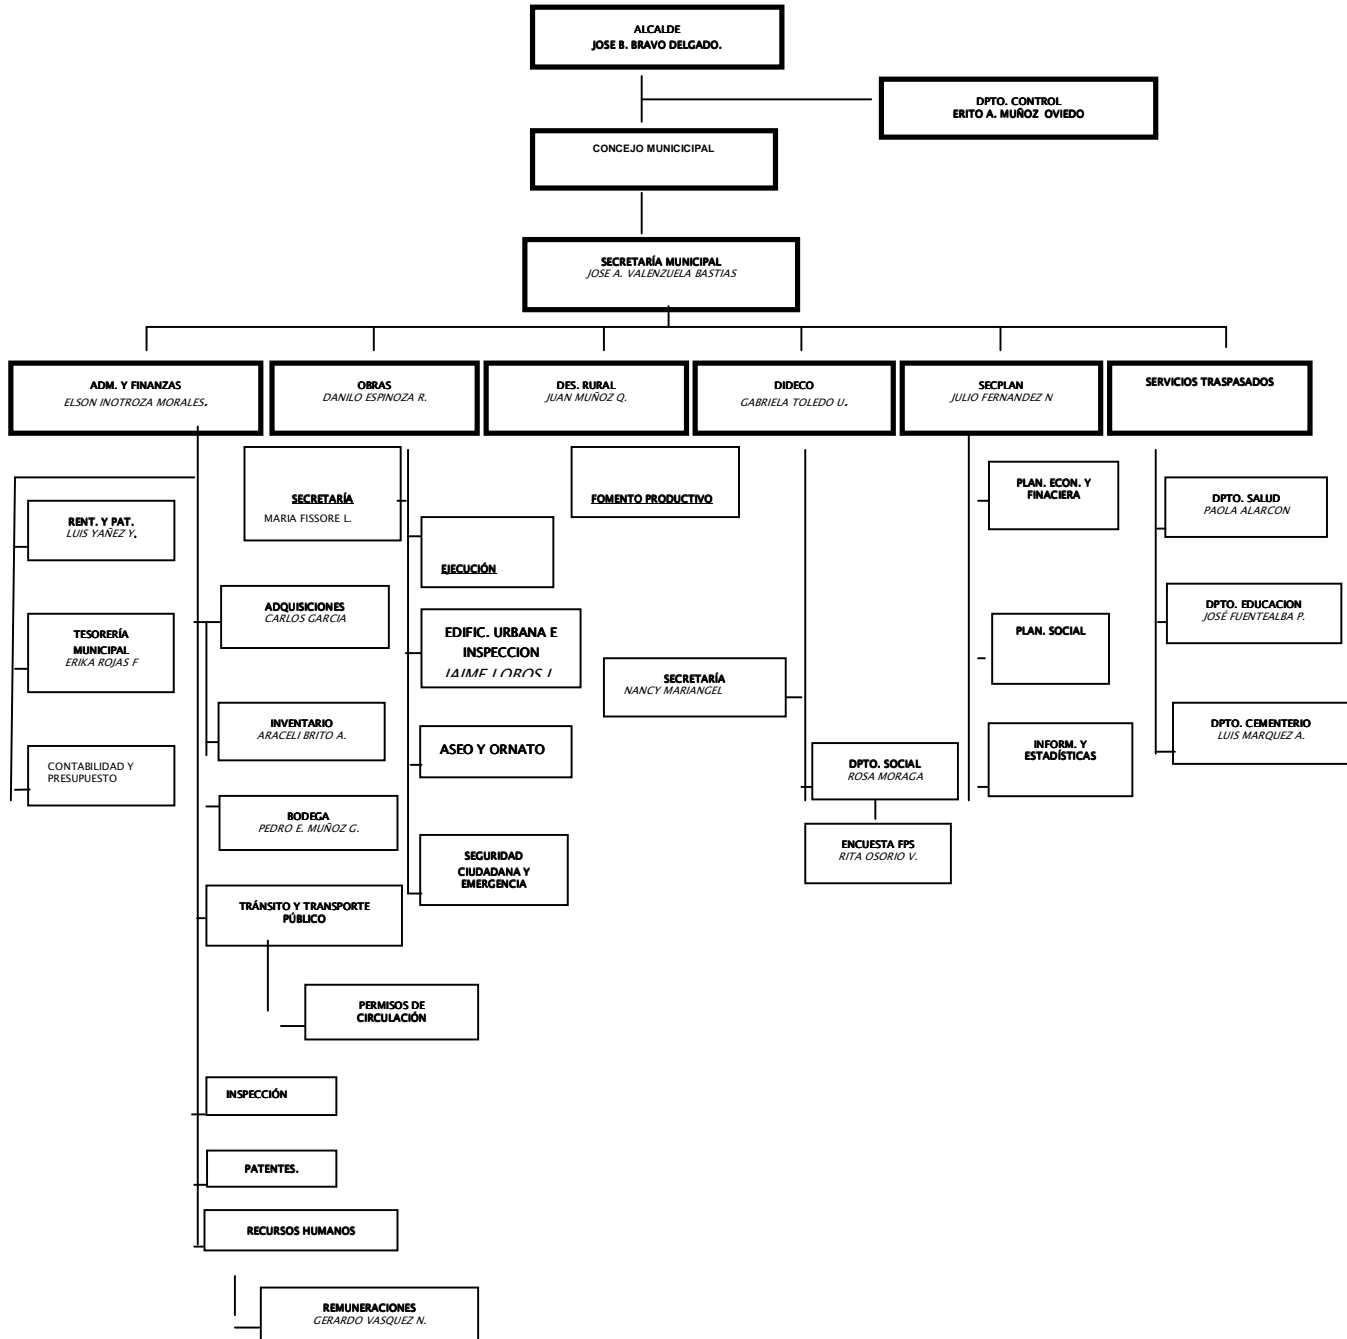 ALCALDE
JOSE B. BRAVO DELGADO.
DPTO. CONTROL
ERITO A. MUÑOZ OVIEDO
CONCEJO MUNICICIPAL
SECRETARÍA MUNICIPAL
JOSE A. VALENZUELA BASTIAS
ADM. Y FINANZAS
ELSON INOTROZA MORALES.
OBRAS
DANILO ESPINOZA R.
DES. RURAL
JUAN MUÑOZ Q.
DIDECO
GABRIELA TOLEDO U.
SECPLAN
JULIO FERNANDEZ N
SERVICIOS TRASPASADOS
RENT. Y PAT.
LUIS YAÑEZ Y.
TESORERÍA
MUNICIPAL
ERIKA ROJAS F
CONTABILIDAD Y
PRESUPUESTO
SECRETARÍA
MARIA FISSORE L.
ADQUISICIONES
CARLOS GARCIA
INVENTARIO
ARACELI BRITO A.
BODEGA
PEDRO E. MUÑOZ G.
TRÁNSITO Y TRANSPORTE
PÚBLICO
PERMISOS DE
CIRCULACIÓN
INSPECCIÓN
PATENTES.
RECURSOS HUMANOS
REMUNERACIONES
GERARDO VASQUEZ N.
EJECUCIÓN
EDIFIC. URBANA E
INSPECCION
JAIME LOBOS L
ASEO Y ORNATO
SEGURIDAD
CIUDADANA Y
EMERGENCIA
FOMENTO PRODUCTIVO
SECRETARÍA
NANCY MARIANGEL
DPTO. SOCIAL
ROSA MORAGA
ENCUESTA FPS
RITA OSORIO V.
PLAN. ECON. Y
FINACIERA
PLAN. SOCIAL
INFORM. Y
ESTADÍSTICAS
DPTO. SALUD
PAOLA ALARCON
DPTO. EDUCACION
JOSÉ FUENTEALBA P.
DPTO. CEMENTERIO
LUIS MARQUEZ A.